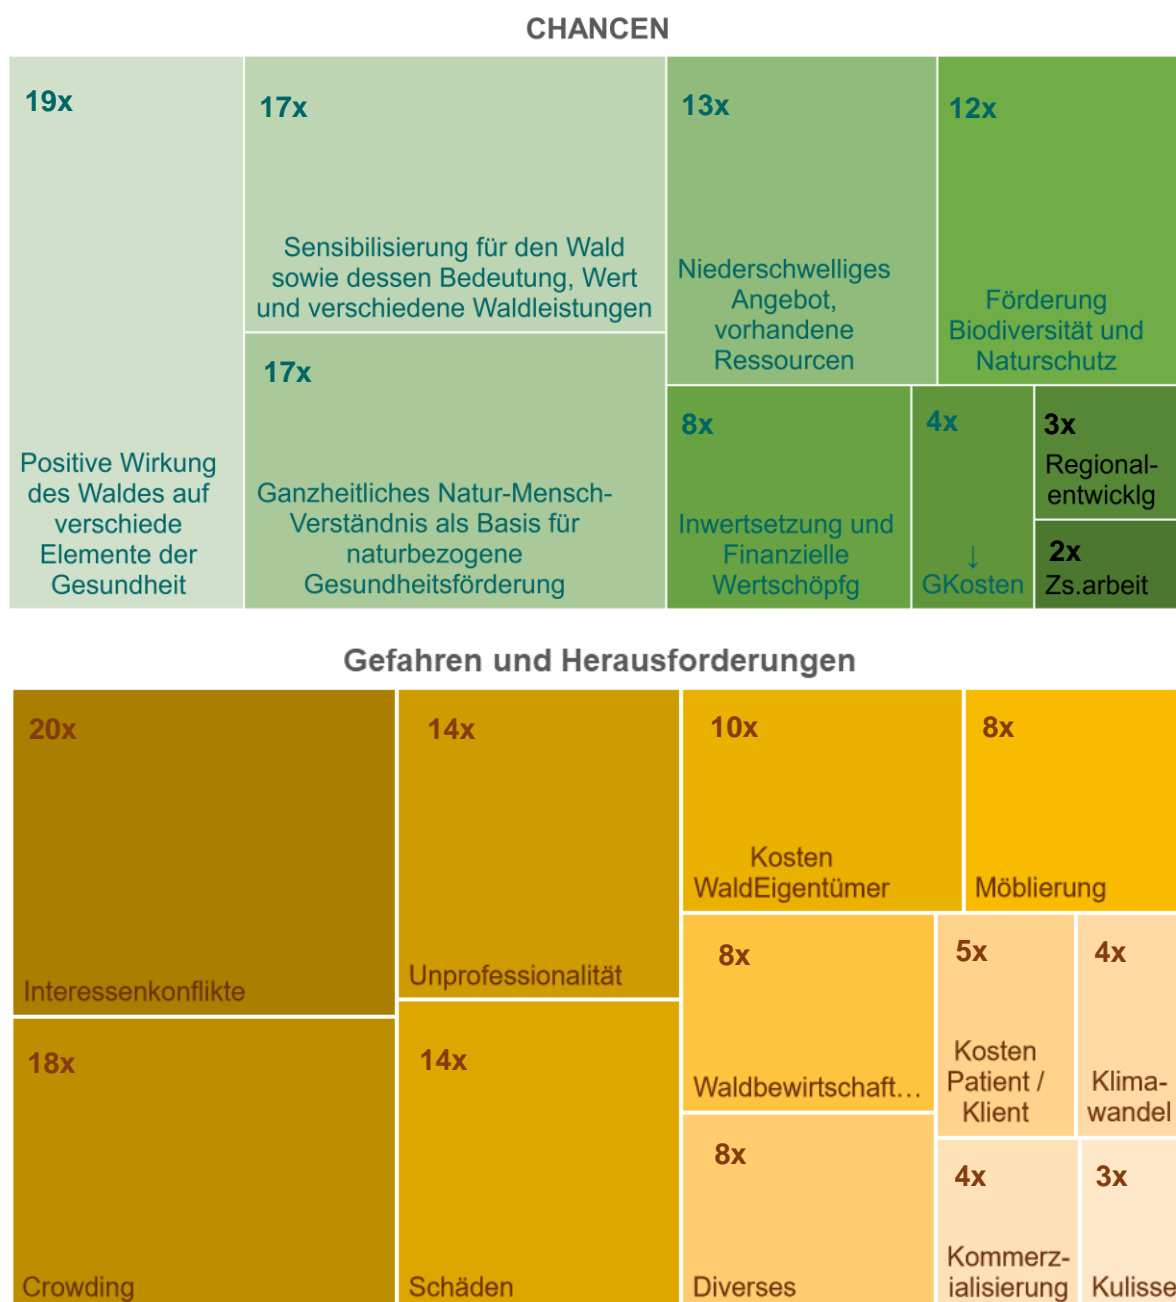 CHANCEN
19x
Positive Wirkung
des Waldes auf
verschiede
Elemente der
Gesundheit
17x
Sensibilisierung für den Wald
sowie dessen Bedeutung, Wert
und verschiedene Waldleistungen
17x
Ganzheitliches Natur-Mensch-
Verständnis als Basis für
naturbezogene
Gesundheitsförderung
13x
Niederschwelliges
Angebot,
vorhandene
Ressourcen
12x
Förderung
Biodiversität und
Naturschutz
8x
Inwertsetzung und
Finanzielle
Wertschöpfg
4x
↓
GKosten
3x
Regional-
entwicklg
2x
Zs.arbeit
Gefahren und Herausforderungen
20x
Interessenkonflikte
18x
Crowding
14x
Unprofessionalität
14x
Schäden
10x
Kosten
WaldEigentümer
8x
Möblierung
8x
Waldbewirtschaft…
8x
Diverses
5x
Kosten
Patient /
Klient
4x
Klima-
wandel
4x
Kommerz-
ialisierung
3x
Kulisse